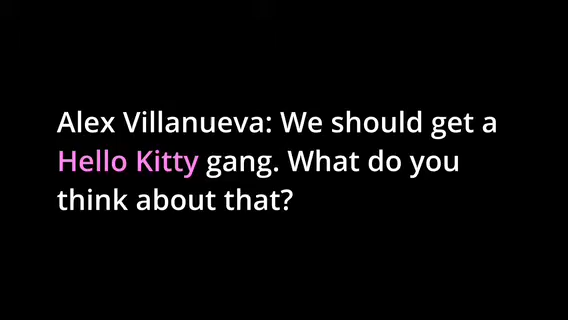 Alex Villanueva: We should get a
Hello Kitty gang. What do you
think about that?